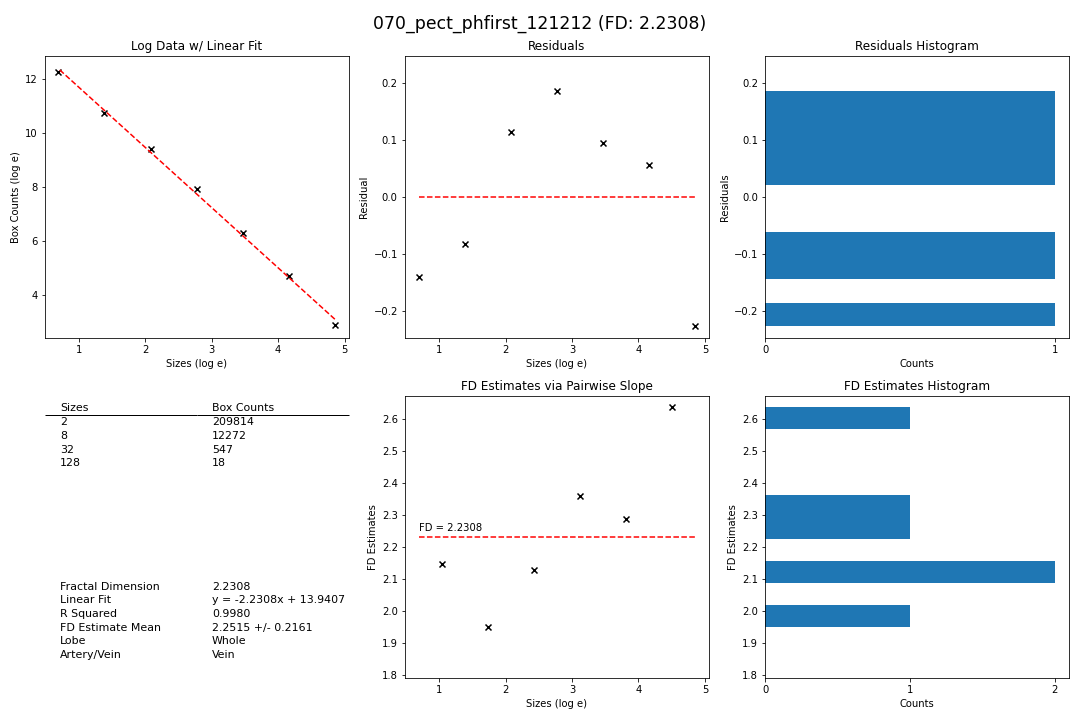 070_pect_phfirst_121212 (FD: 2.2308)
Log Data w/ Linear Fit
Box Counts (log e)
12
10
8
6
4
1 2 3 4 5
Sizes (log e)
Residuals
Residual
0.2
0.1
0.0
−0.1
−0.2
1 2 3 4 5
Sizes (log e)
Residuals Histogram
Residuals
0.2
0.1
0.0
−0.1
−0.2
0 1
Counts
Sizes Box Counts
2 209814
8 12272
32 547
128 18
Fractal Dimension 2.2308
Linear Fit y = -2.2308x + 13.9407
R Squared 0.9980
FD Estimate Mean 2.2515 +/- 0.2161
Lobe Whole
Artery/Vein Vein
FD Estimates via Pairwise Slope
FD Estimates
2.6
2.5
2.4
2.3
2.2
2.1
2.0
1.9
1.8
FD = 2.2308
1 2 3 4 5
Sizes (log e)
FD Estimates Histogram
FD Estimates
2.6
2.5
2.4
2.3
2.2
2.1
2.0
1.9
1.8
0 1 2
Counts